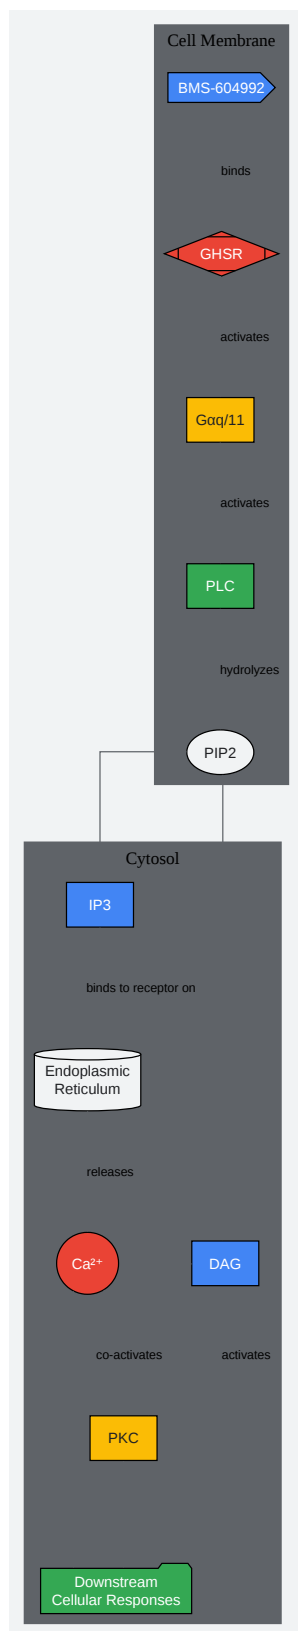 Cell Membrane
BMS-604992
binds
GHSR
activates
Gαq/11
activates
PLC
hydrolyzes
PIP2
Cytosol
IP3
binds to receptor on
Endoplasmic
Reticulum
releases
Ca²⁺
DAG
co-activates
activates
PKC
Downstream
Cellular Responses